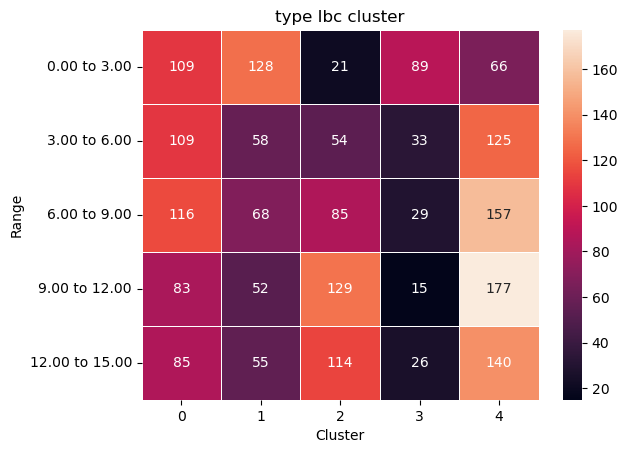 type lbc cluster
Range
0.00 to 3.00 109 128 21 89 66
3.00 to 6.00 109 58 54 33 125
6.00 to 9.00 116 68 85 29 157
9.00 to 12.00 83 52 129 15 177
12.00 to 15.00 85 55 114 26 140
0 1 2 3 4
Cluster
160
140
120
100
80
60
40
20